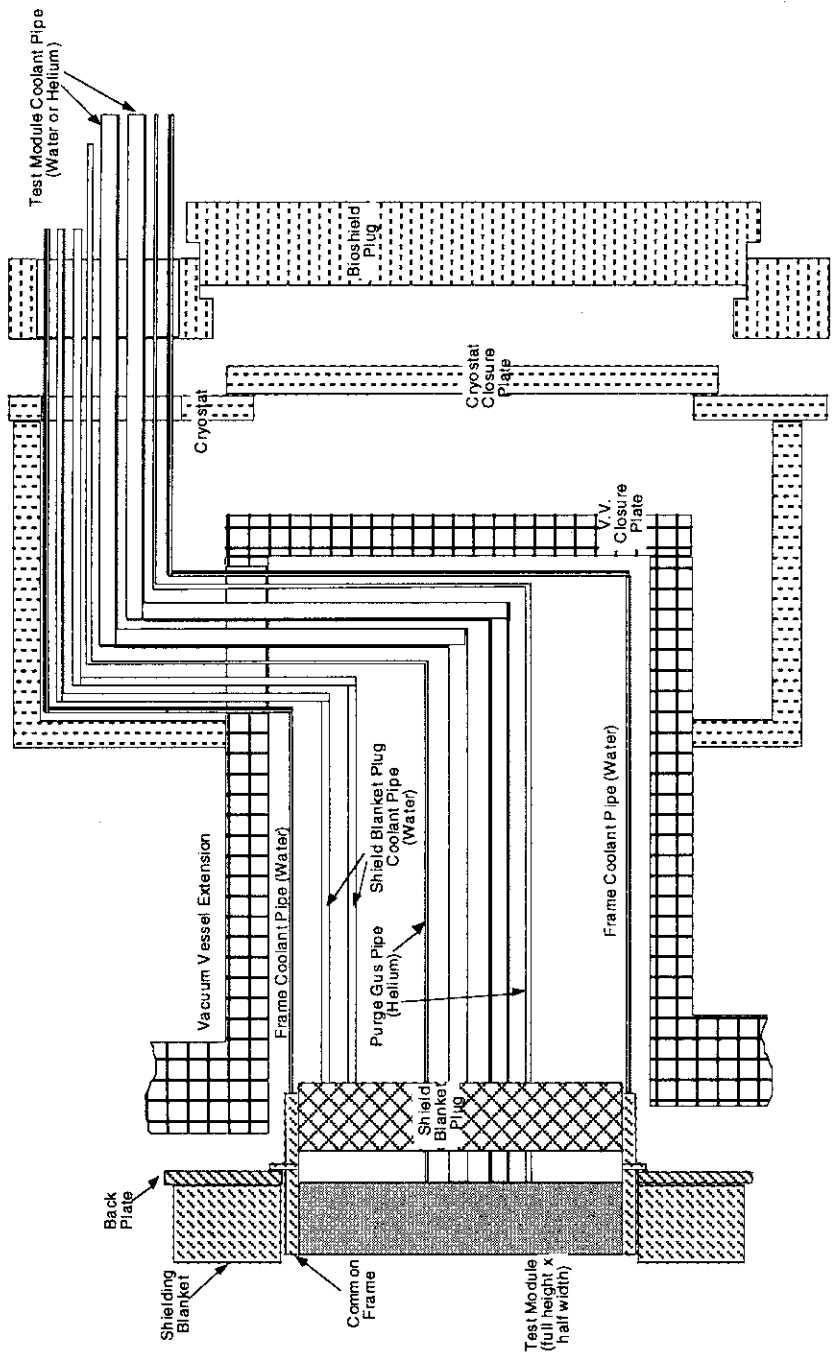 Test Module Coolant Pipe
(Water or Helium)
Bioshield
Plug
Cryostat
Cryostat
Closure
Plate
V.V.
Closure
Plate
Vacuum Vessel Extension
Frame Coolant Pipe (Water)
Shield Blanket Plug
Coolant Pipe
(Water)
Purge Gus Pipe
(Helium)
Frame Coolant Pipe (Water)
Shield
Blanket
Plug
Back
Plate
Shielding
Blanket
Common
Frame
Test Module
(full height x
half width)